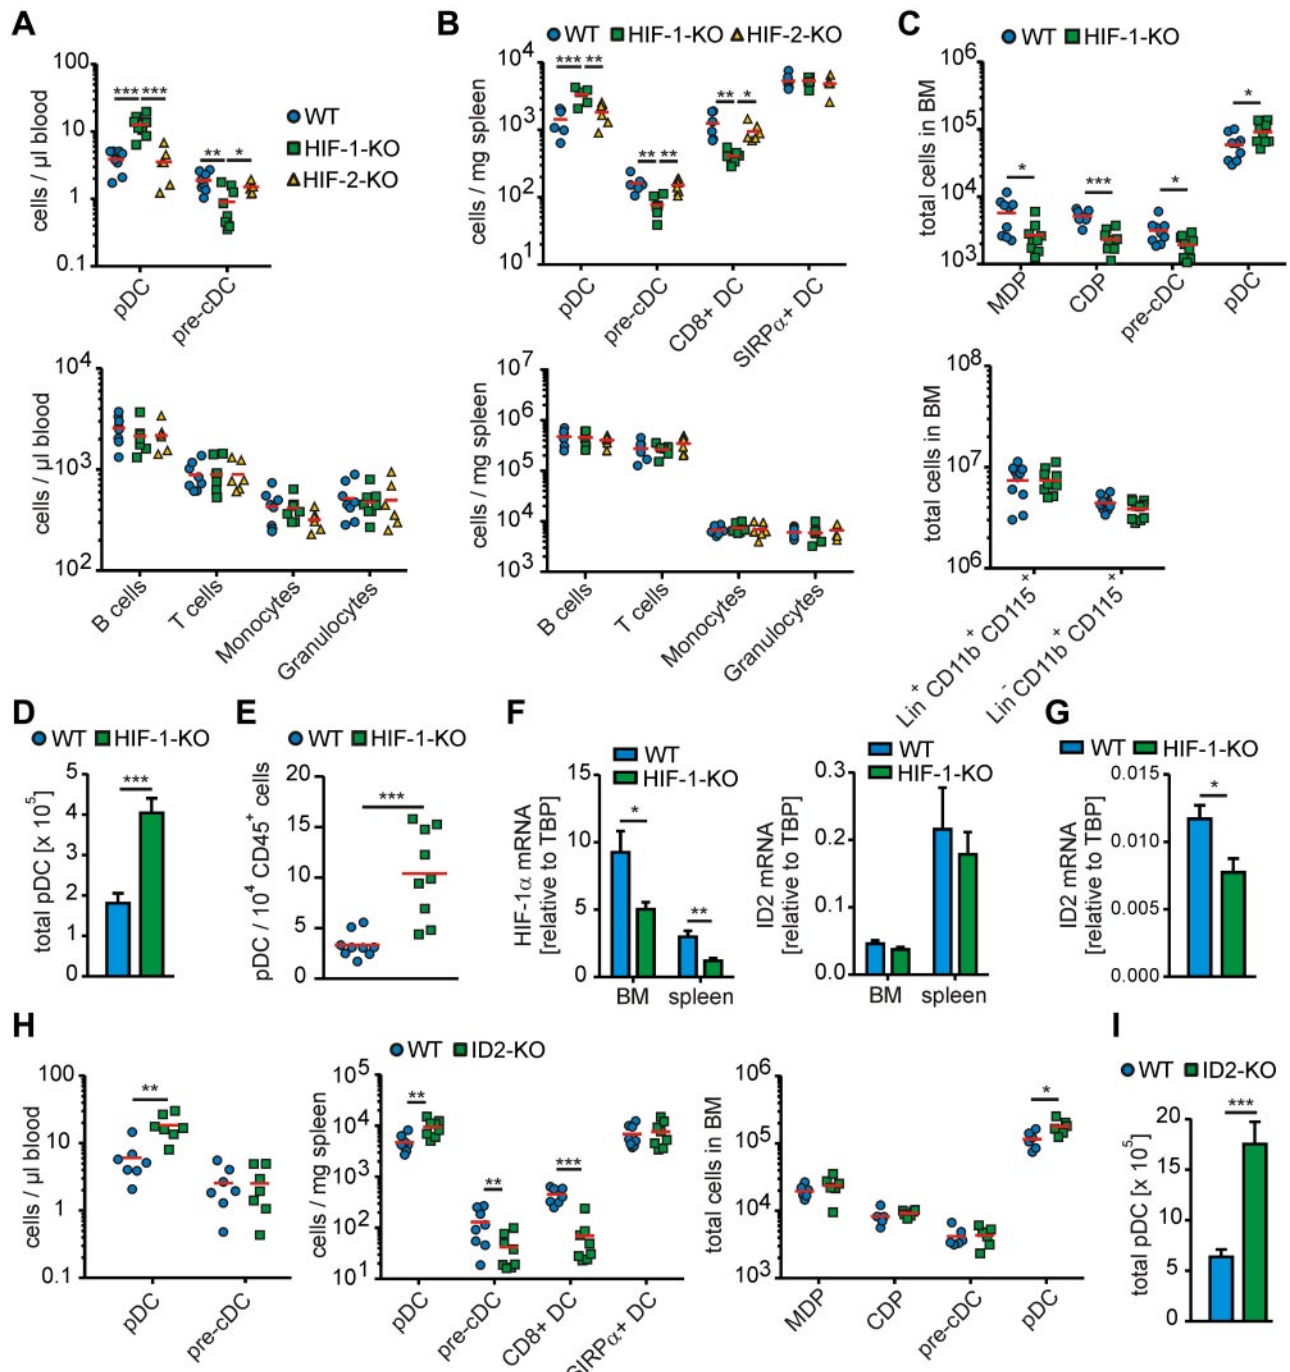 A
100
10
1
0.1
cells / µl blood
*** ***
** *
WT
HIF-1-KO
HIF-2-KO
pDC
pre-cDC
10⁴
10³
10²
cells / µl blood
B cells
T cells
Monocytes
Granulocytes
B
WT HIF-1-KO HIF-2-KO
10⁴
10³
10²
10¹
cells / mg spleen
*** **
** **
** *
pDC
pre-cDC
CD8+ DC
SIRPα+ DC
10⁷
10⁶
10⁵
10⁴
10³
cells / mg spleen
B cells
T cells
Monocytes
Granulocytes
C
WT HIF-1-KO
10⁶
10⁵
10⁴
10³
total cells in BM
*
***
*
*
MDP
CDP
pre-cDC
pDC
10⁸
10⁷
10⁶
total cells in BM
Lin⁺ CD11b⁺ CD115⁺
Lin⁻ CD11b⁺ CD115⁺
D
WT HIF-1-KO
5
4
3
2
1
0
total pDC [x 10⁵]
***
E
WT HIF-1-KO
20
15
10
5
0
pDC / 10⁴ CD45⁺ cells
***
F
WT
HIF-1-KO
15
10
5
0
HIF-1α mRNA
[relative to TBP]
*
**
BM spleen
WT
HIF-1-KO
0.3
0.2
0.1
0.0
ID2 mRNA
[relative to TBP]
BM spleen
G
WT HIF-1-KO
0.015
0.010
0.005
0.000
ID2 mRNA
[relative to TBP]
*
H
100
10
1
0.1
cells / µl blood
**
pDC
pre-cDC
WT ID2-KO
10⁵
10⁴
10³
10²
10¹
cells / mg spleen
**
**
***
pDC
pre-cDC
CD8+ DC
SIRPα+ DC
10⁶
10⁵
10⁴
10³
total cells in BM
*
MDP
CDP
pre-cDC
pDC
I
WT ID2-KO
20
15
10
5
0
total pDC [x 10⁵]
***